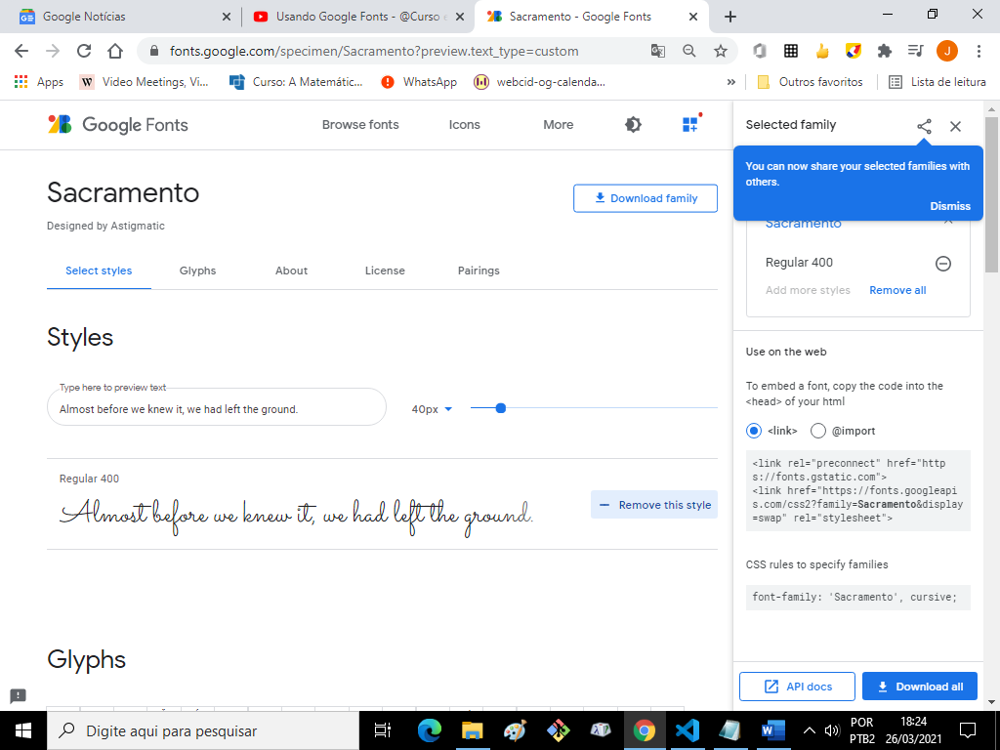 Google Notícias
Usando Google Fonts - @Curso
Sacramento - Google Fonts
fonts.google.com/specimen/Sacramento?preview.text_type=custom
J
Apps
W
Video Meetings, Vi...
Curso: A Matemátic...
WhatsApp
webcid-og-calenda...
»
Outros favoritos
Lista de leitura
Google Fonts
Browse fonts
Icons
More
Selected family
You can now share your selected families with
others.
Dismiss
Sacramento
Download family
Designed by Astigmatic
Sacramento
Regular 400
Add more styles
Remove all
Select styles
Glyphs
About
License
Pairings
Styles
Type here to preview text
Almost before we knew it, we had left the ground.
40px
Regular 400
Almost before we knew it, we had left the ground.
Remove this style
Glyphs
Use on the web
To embed a font, copy the code into the
<head> of your html
<link>
@import
<link rel="preconnect" href="http
s://fonts.gstatic.com">
<link href="https://fonts.googleapi
s.com/css2?family=Sacramento&display
=swap" rel="stylesheet">
CSS rules to specify families
font-family: 'Sacramento', cursive;
API docs
Download all
Digite aqui para pesquisar
POR
PTB2
18:24
26/03/2021